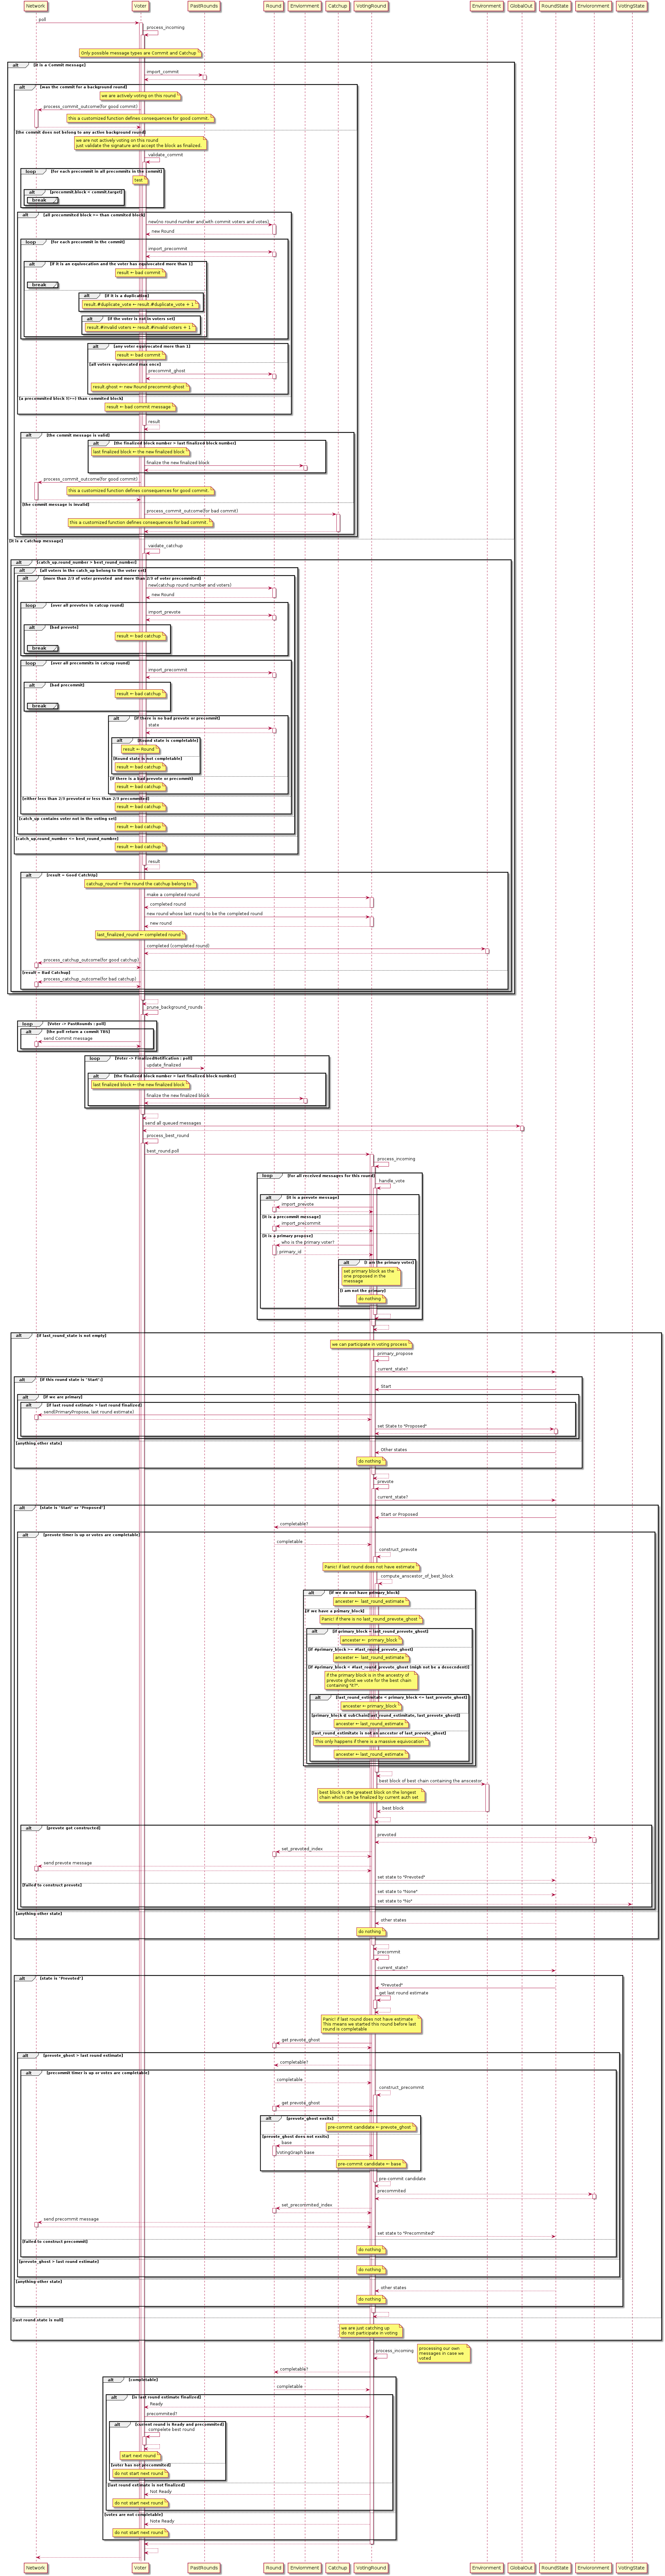 Network Voter PastRounds Round Enviornment Catchup VotingRound Environment GlobalOut RoundState Envioronment VotingState
poll
process_incoming
Only possible message types are Commit and Catchup
alt [It is a Commit message]
import_commit
alt [was the commit for a background round]
we are actively voting on this round
process_commit_outcome(for good commit)
this a customized function defines consequences for good commit.
[the commit does not belong to any active background round]
we are not actively voting on this round
just validate the signature and accept the block as finalized.
validate_commit
loop [for each precommit in all precommits in the commit]
test
alt [precommit.block = commit.target]
break
alt [all precommited block >= than commited block]
new(no round number and with commit voters and votes)
new Round
loop [for each precommit in the commit]
import_precommit
alt [If it is an equivocation and the voter has equivocated more than 1]
result ← bad commit
break
alt [If it is a duplication]
result.#duplicate_vote ← result.#duplicate_vote + 1
alt [If the voter is not in voters set]
result.#invalid voters ← result.#invalid voters + 1
alt [any voter equivocated more than 1]
result ← bad commit
[all voters equivocated max once]
precommit_ghost
result.ghost ← new Round precommit-ghost
[a precommited block !(>=) than commited block]
result ← bad commit message
result
alt [the commit message is valid]
alt [the finalized block number > last finalized block number]
last finalized block ← the new finalized block
finalize the new finalized block
process_commit_outcome(for good commit)
this a customized function defines consequences for good commit.
[the commit message is invalid]
process_commit_outcome(for bad commit)
this a customized function defines consequences for bad commit.
[It is a Catchup message]
validate_catchup
alt [catch_up.round_number > best_round_number]
alt [all voters in the catch_up belong to the voter set]
alt [more than 2/3 of voter prevoted and more than 2/3 of voter precommited]
new(catchup round number and voters)
new Round
loop [over all prevotes in catcup round]
import_prevote
alt [bad prevote]
result ← bad catchup
break
loop [over all precommits in catcup round]
import_precommit
alt [bad precommit]
result ← bad catchup
break
alt [If there is no bad prevote or precommit]
state
alt [Round state is completable]
result ← Round
[Round state is not completable]
result ← bad catchup
[if there is a bad prevote or precommit]
result ← bad catchup
[either less than 2/3 prevoted or less than 2/3 precommited]
result ← bad catchup
[catch_up contains voter not in the voting set]
result ← bad catchup
[catch_up.round_number <= best_round_number]
result ← bad catchup
result
alt [result = Good CatchUp]
catchup_round ← the round the catchup belong to
make a completed round
completed round
new round whose last round to be the completed round
new round
last_finalized_round ← completed round
completed (completed round)
process_catchup_outcome(for good catchup)
[result = Bad Catchup]
process_catchup_outcome(for bad catchup)
prune_background_rounds
loop [Voter -> PastRounds : poll]
alt [the poll return a commit TBS]
send Commit message
loop [Voter -> FinalizedNotification : poll]
update_finalized
alt [the finalized block number > last finalized block number]
last finalized block ← the new finalized block
finalize the new finalized block
send all queued messages
process_best_round
best_round.poll
process_incoming
loop [for all received messages for this round]
handle_vote
alt [It is a prevote message]
import_prevote
[It is a precommit message]
import_precommit
[It is a primary propose]
who is the primary voter?
primary_id
alt [I am the primary voter]
set primary block as the
one proposed in the
message
[I am not the primary]
do nothing
alt [if last_round_state is not empty]
we can participate in voting process
primary_propose
current_state?
alt [If this round state is "Start":]
Start
alt [If we are primary]
alt [If last round estimate > last round finalized]
send(PrimaryPropose, last round estimate)
set State to "Proposed"
[anything other state]
Other states
do nothing
prevote
current_state?
alt [state is "Start" or "Proposed"]
Start or Proposed
completable?
alt [prevote timer is up or votes are completable]
completable
construct_prevote
Panic! if last round does not have estimate
compute_anscestor_of_best_block
alt [If we do not have primary_block]
ancester ← last_round_estimate
[If we have a primary_block]
Panic! if there is no last_round_prevote_ghost
alt [If primary_block = last_round_prevote_ghost]
ancester ← primary_block
[If #primary_block >= #last_round_prevote_ghost]
ancester ← last_round_estimate
[If #primary_block < #last_round_prevote_ghost (migh not be a desecndent)]
if the primary block is in the ancestry of
prevote ghost we vote for the best chain
containing *it?*.
alt [last_round_estimitate < primary_block <= last_prevote_ghost]
ancester ← primary_block
[primary_block ∉ subChain(last_round_estimitate, last_prevote_ghost)]
ancester ← last_round_estimate
[last_round_estimitate is not an ancester of last_prevote_ghost]
This only happens if there is a massive equivocation
ancester ← last_round_estimate
best block of best chain containing the anscestor
best block is the greatest block on the longest
chain which can be finalized by current auth set
best block
alt [prevote got constructed]
prevoted
set_prevoted_index
send prevote message
set state to "Prevoted"
[Failed to construct prevote]
set state to "None"
set state to "No"
[anything other state]
other states
do nothing
precommit
current_state?
alt [state is "Prevoted"]
"Prevoted"
get last round estimate
Panic! if last round does not have estimate
This means we started this round before last
round is completable
get prevote_ghost
alt [prevote_ghost > last round estimate]
completable?
alt [precommit timer is up or votes are completable]
completable
construct_precommit
get prevote_ghost
alt [prevote_ghost exsits]
pre-commit candidate ← prevote_ghost
[prevote_ghost does not exsits]
base
VotingGraph base
pre-commit candidate ← base
pre-commit candidate
precommited
set_precommited_index
send precommit message
set state to "Precommited"
[Failed to construct precommit]
do nothing
[prevote_ghost > last round estimate]
do nothing
[anything other state]
other states
do nothing
[last round state is null]
we are just catching up
do not participate in voting
process_incoming
processing our own
messages in case we
voted
completable?
alt [completable]
completable
alt [is last round estimate finalized]
Ready
precommited?
alt [current round is Ready and precommited]
compelete best round
start next round
[voter has not precommited]
do not start next round
[last round estimate is not finalized]
Not Ready
do not start next round
[votes are not completable]
Note Ready
do not start next round
Network Voter PastRounds Round Enviornment Catchup VotingRound Environment GlobalOut RoundState Envioronment VotingState